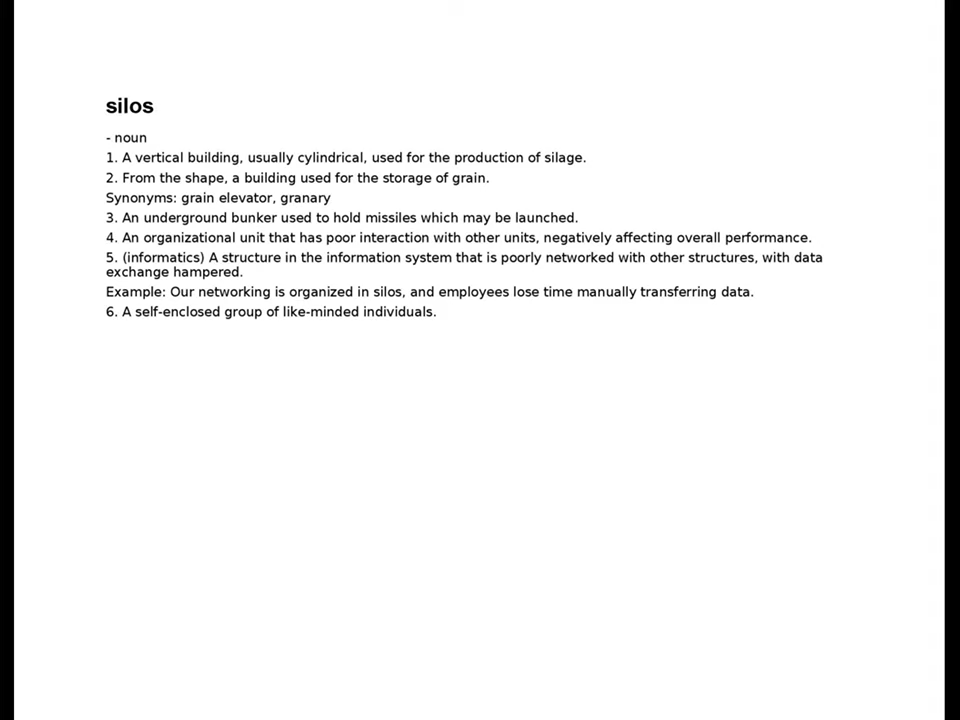 silos
- noun
1. A vertical building, usually cylindrical, used for the production of silage.
2. From the shape, a building used for the storage of grain.
Synonyms: grain elevator, granary
3. An underground bunker used to hold missiles which may be launched.
4. An organizational unit that has poor interaction with other units, negatively affecting overall performance.
5. (informatics) A structure in the information system that is poorly networked with other structures, with data
exchange hampered.
Example: Our networking is organized in silos, and employees lose time manually transferring data.
6. A self-enclosed group of like-minded individuals.